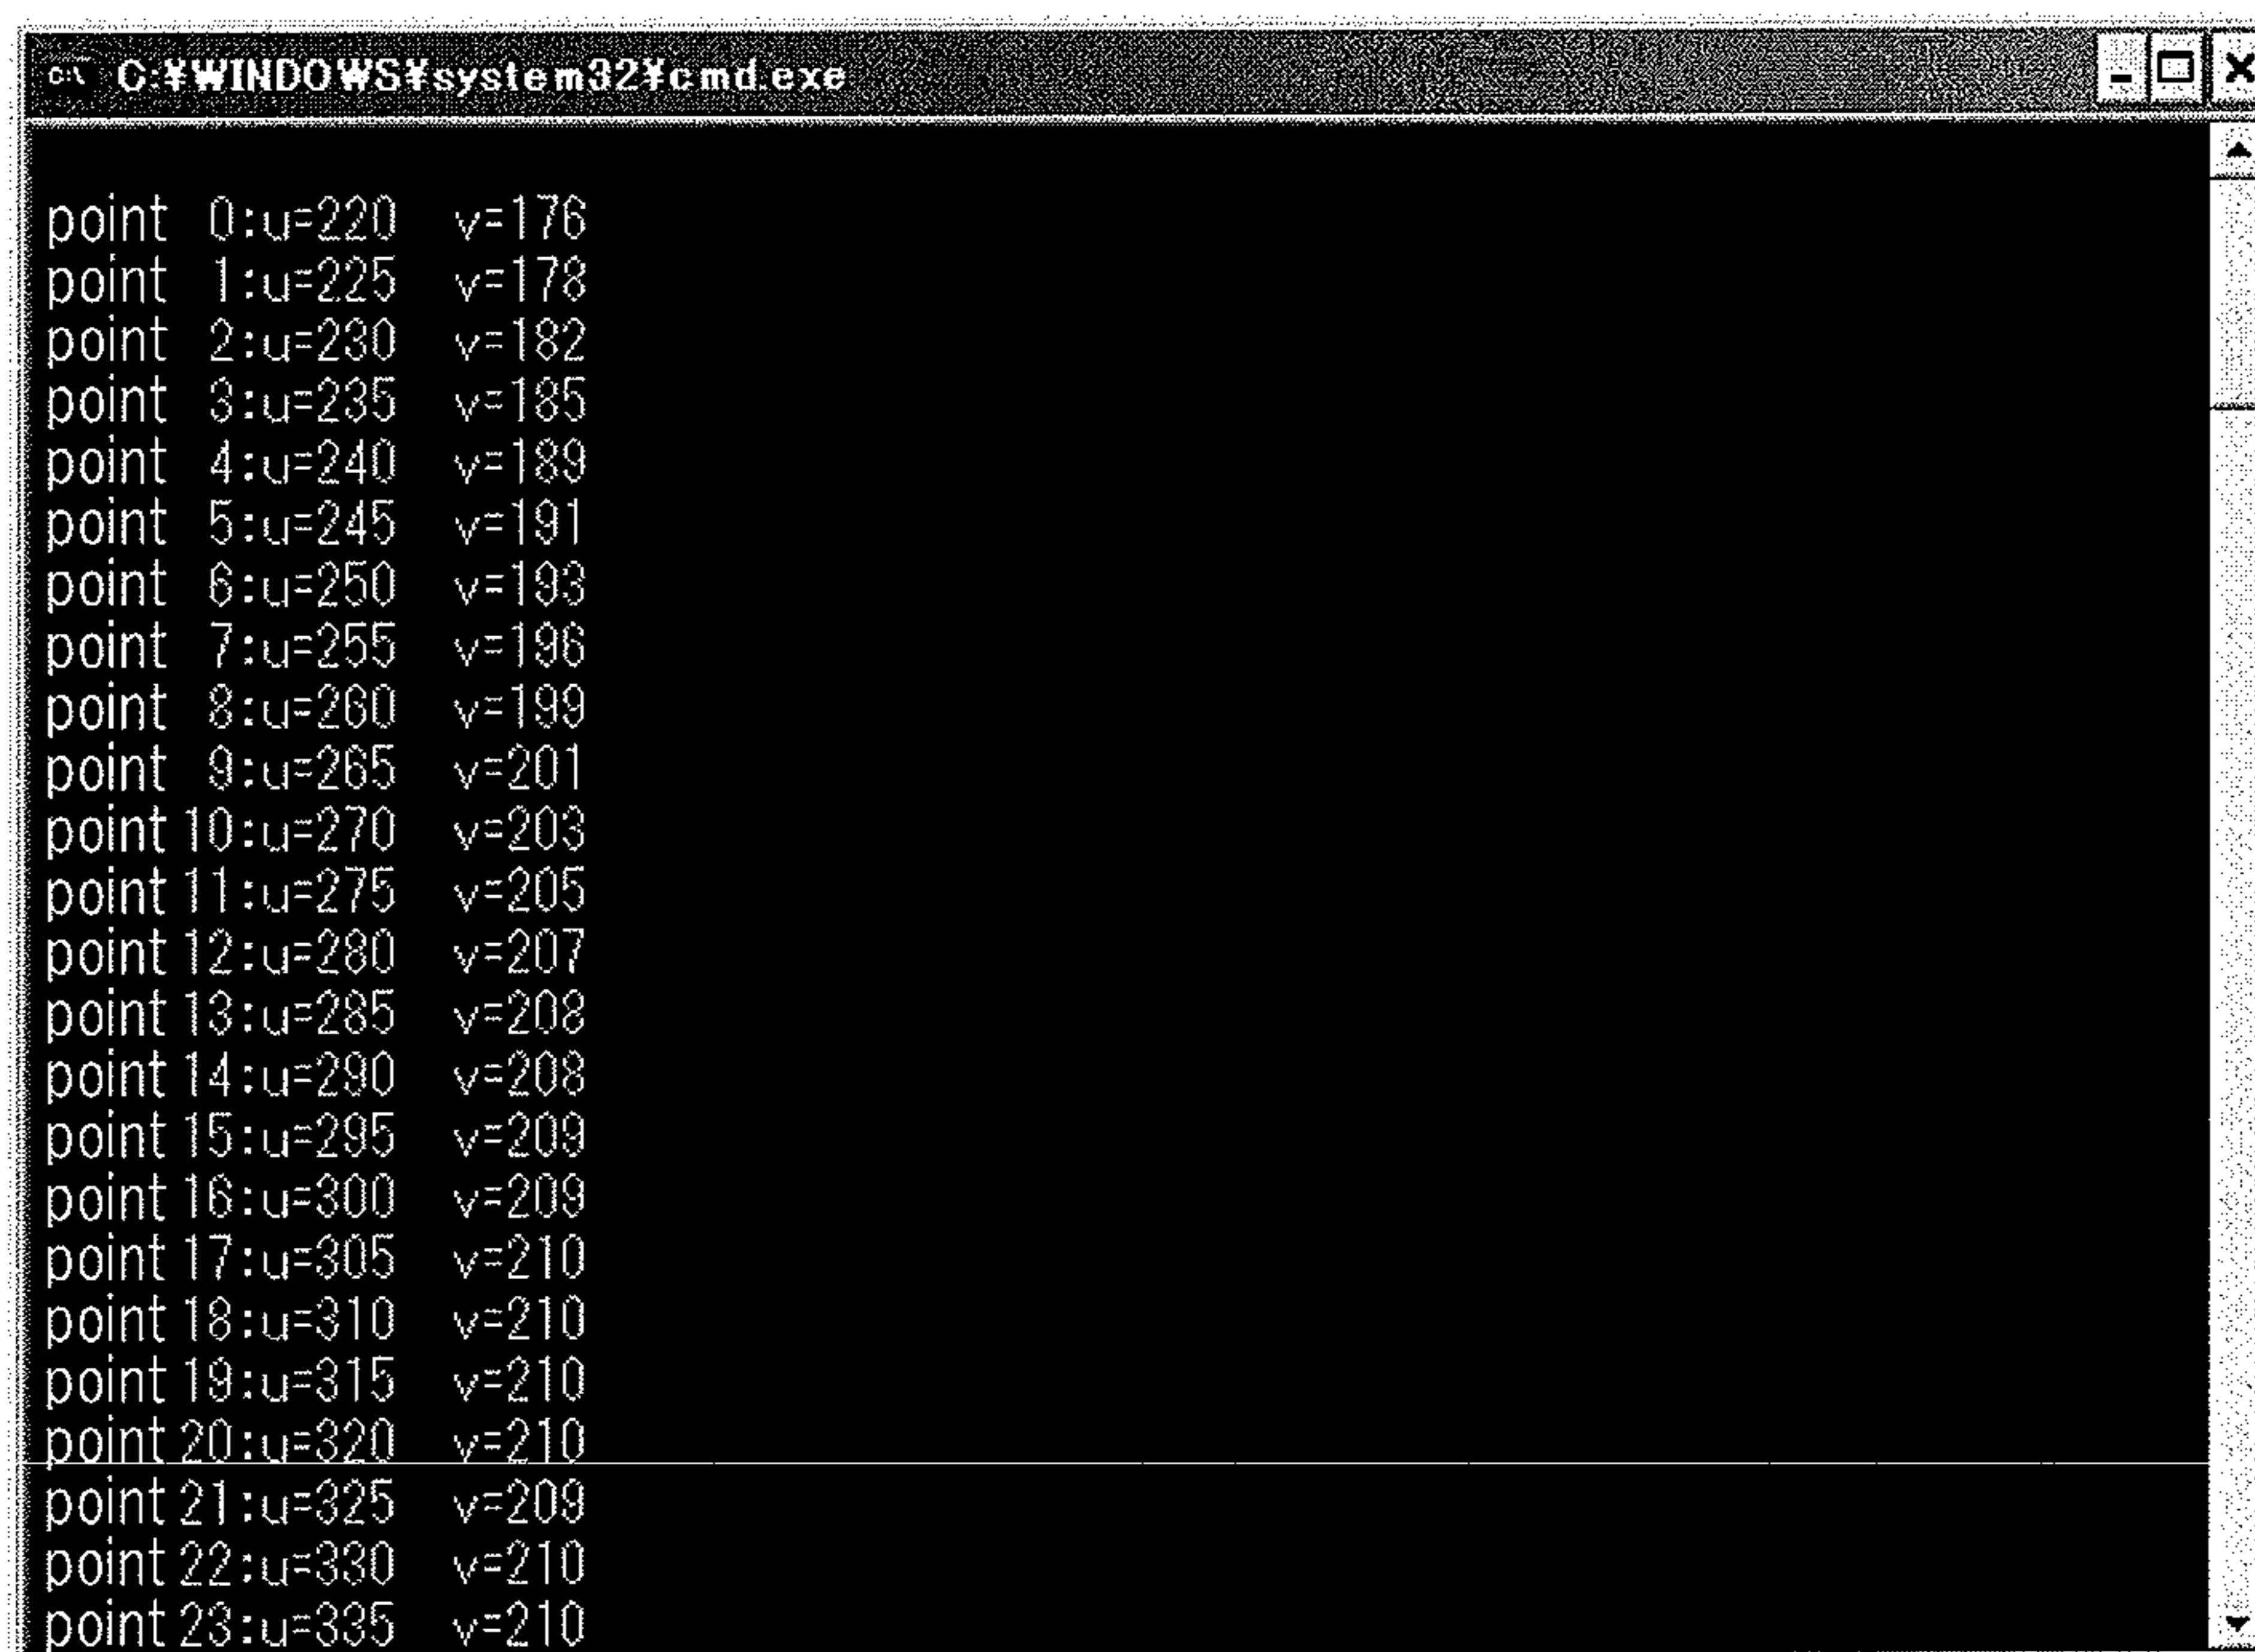 C:\ C:¥WINDOWS¥system32¥cmd.exe
point 0:u=220 v=176
point 1:u=225 v=178
point 2:u=230 v=182
point 3:u=235 v=185
point 4:u=240 v=189
point 5:u=245 v=191
point 6:u=250 v=193
point 7:u=255 v=196
point 8:u=260 v=199
point 9:u=265 v=201
point 10:u=270 v=203
point 11:u=275 v=205
point 12:u=280 v=207
point 13:u=285 v=208
point 14:u=290 v=208
point 15:u=295 v=209
point 16:u=300 v=209
point 17:u=305 v=210
point 18:u=310 v=210
point 19:u=315 v=210
point 20:u=320 v=210
point 21:u=325 v=209
point 22:u=330 v=210
point 23:u=335 v=210